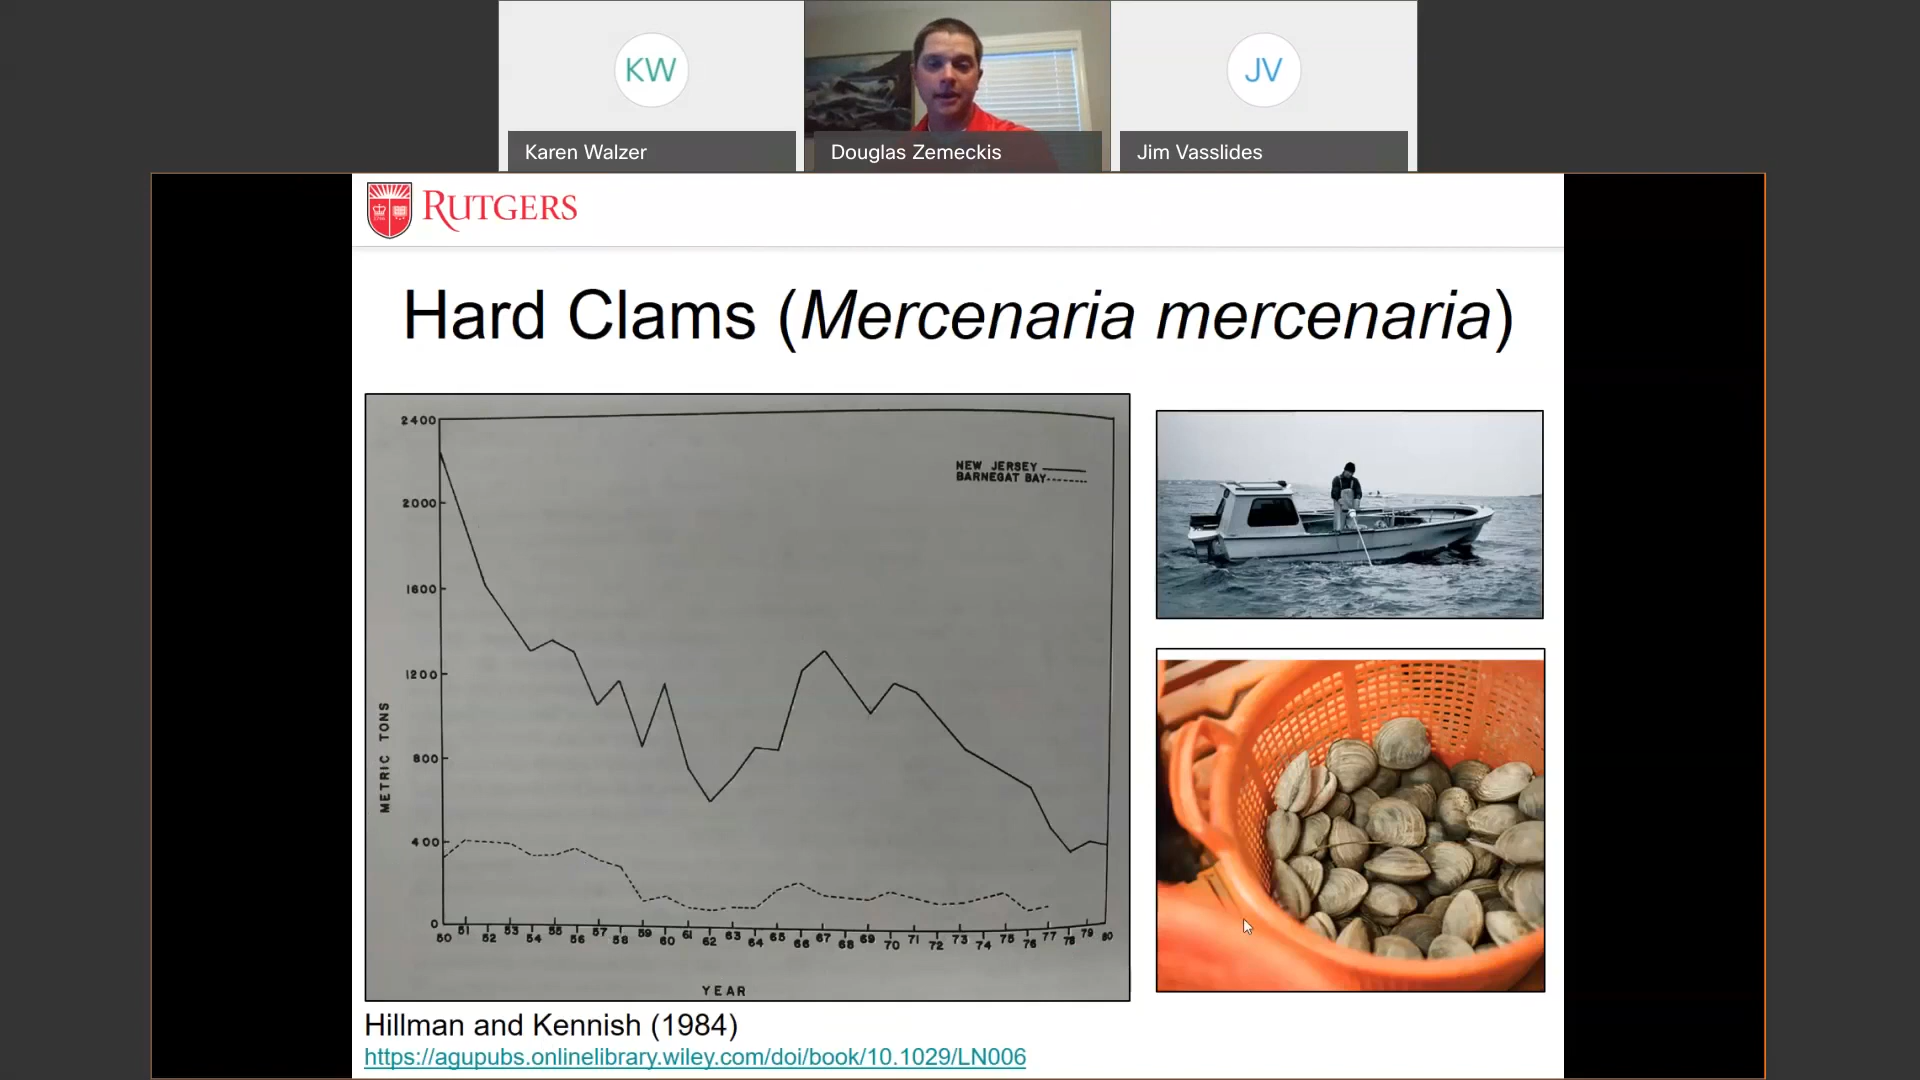 KW
JV
Karen Walzer
Douglas Zemeckis
Jim Vasslides
RUTGERS
Hard Clams (Mercenaria mercenaria)
2400
2000
1600
1200
800
400
0
METRIC TONS
NEW JERSEY
BARNEGAT BAY
50 51 52 53 54 55 56 57 58 59 60 61 62 63 64 65 66 67 68 69 70 71 72 73 74 75 76 77 78 79 80
YEAR
Hillman and Kennish (1984)
https://agupubs.onlinelibrary.wiley.com/doi/book/10.1029/LN006